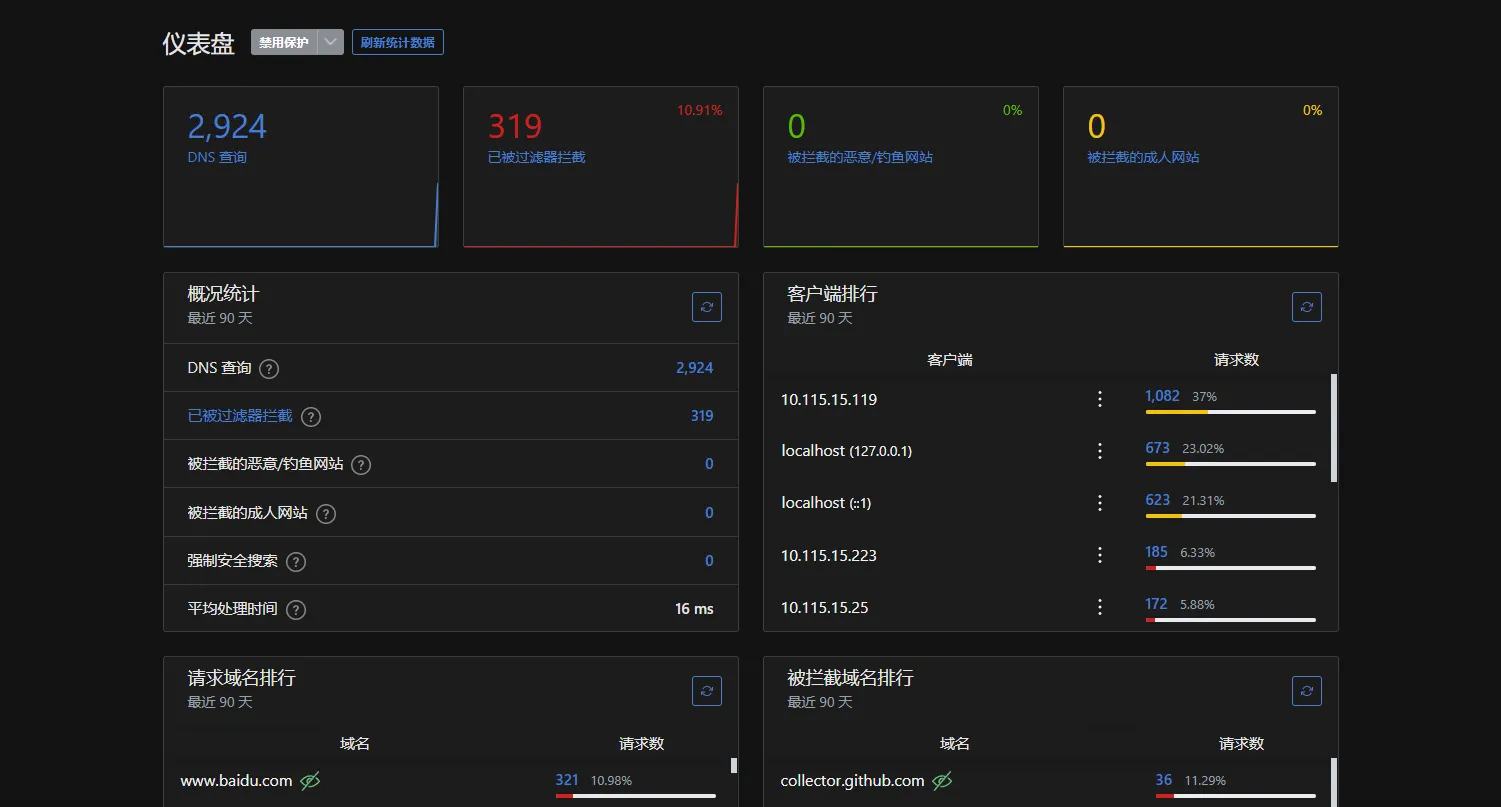 仪表盘 禁用保护 刷新统计数据
2,924
DNS 查询
10.91%
319
已被过滤器拦截
0%
0
被拦截的恶意/钓鱼网站
0%
0
被拦截的成人网站
概况统计
最近 90 天
DNS 查询 ? 2,924
已被过滤器拦截 ? 319
被拦截的恶意/钓鱼网站 ? 0
被拦截的成人网站 ? 0
强制安全搜索 ? 0
平均处理时间 ? 16 ms
客户端排行
最近 90 天
客户端 请求数
10.115.15.119 1,082 37%
localhost (127.0.0.1) 673 23.02%
localhost (::1) 623 21.31%
10.115.15.223 185 6.33%
10.115.15.25 172 5.88%
请求域名排行
最近 90 天
域名 请求数
www.baidu.com 321 10.98%
被拦截域名排行
最近 90 天
域名 请求数
collector.github.com 36 11.29%